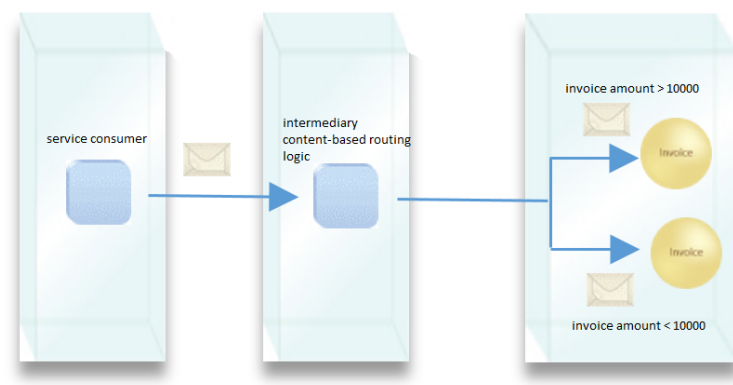 service consumer
intermediary
content-based routing
logic
invoice amount > 10000
Invoice
Invoice
invoice amount < 10000